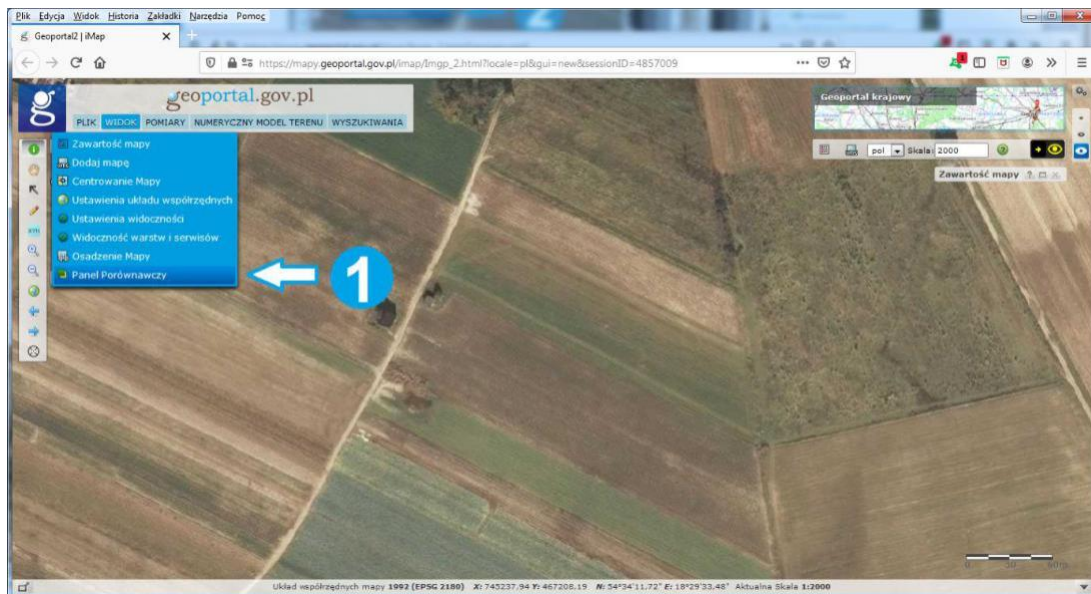 Plik Edycja Widok Historia Zakładki Narzędzia Pomoc
Geoportal2 | iMap
https://mapy.geoportal.gov.pl/imap/Imgp_2.html?locale=pl&gui=new&sessionID=4857009
geoportal.gov.pl
PLIK WIDOK POMIARY NUMERYCZNY MODEL TERENU WYSZUKIWANIA
Zawartość mapy
Dodaj mapę
Centrowanie Mapy
Ustawienia układu współrzędnych
Ustawienia widoczności
Widoczność warstw i serwisów
Osadzenie Mapy
Panel Porównawczy
1
Geoportal krajowy
pol Skala: 2000
Zawartość mapy
Układ współrzędnych mapy 1992 (EPSG 2180) X: 745237,94 Y: 467208,19 N: 54°34'11,72" E: 18°29'33,48" Aktualna Skala 1:2000